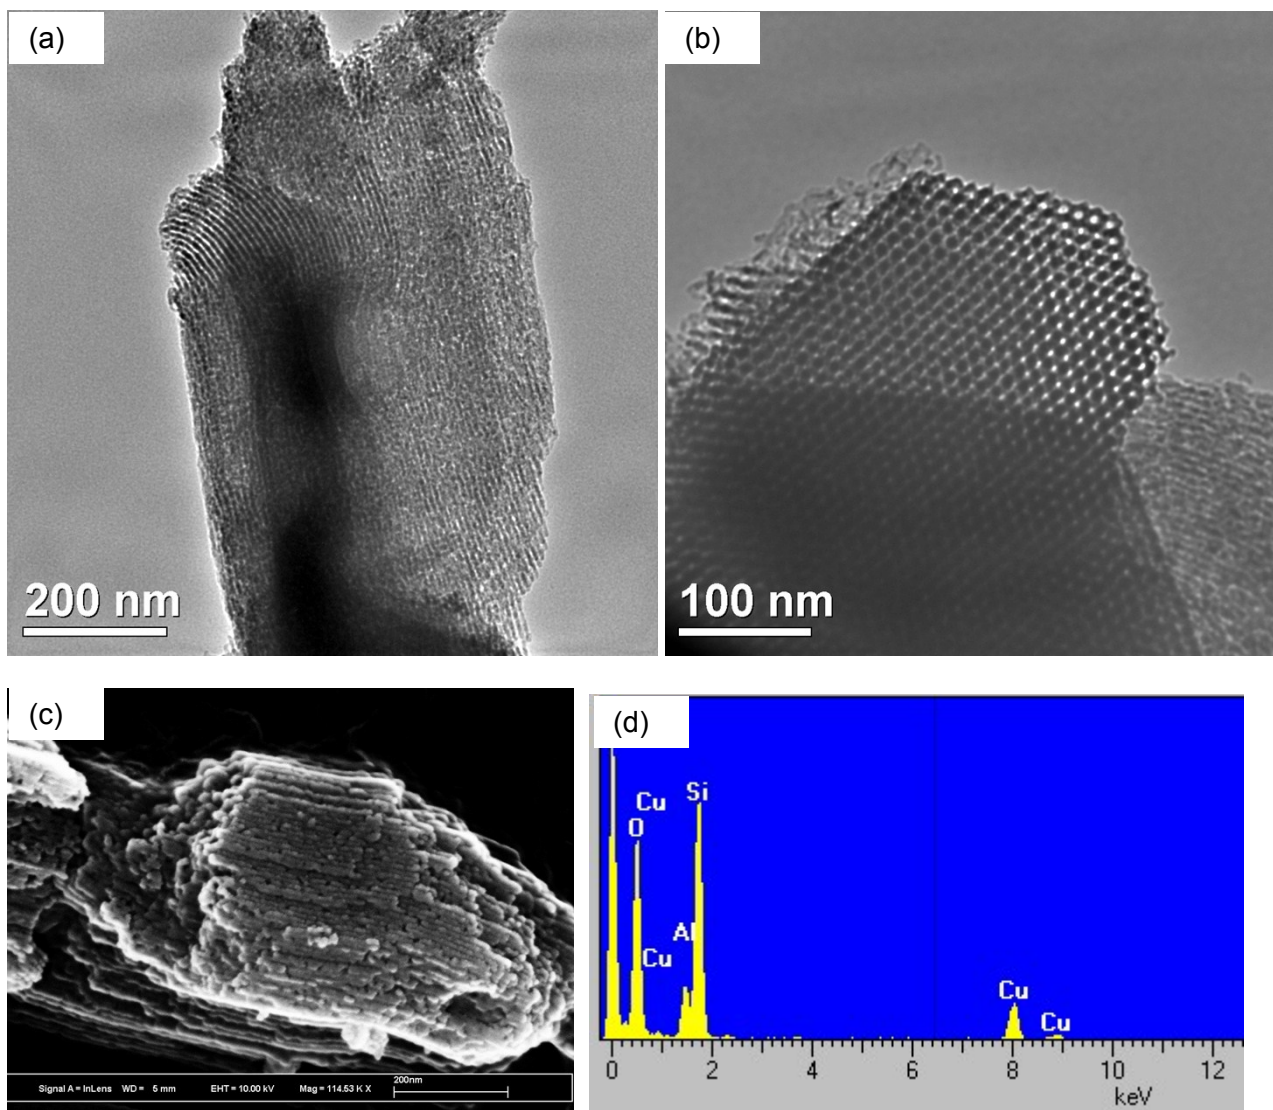 (a)
200 nm
(b)
100 nm
(c)
Signal A = InLens WD = 5 mm EHT = 10.00 kV Mag = 114.53 K X 200nm
(d)
Cu
O
Si
Al
Cu
Cu
Cu
0 2 4 6 8 10 12
keV